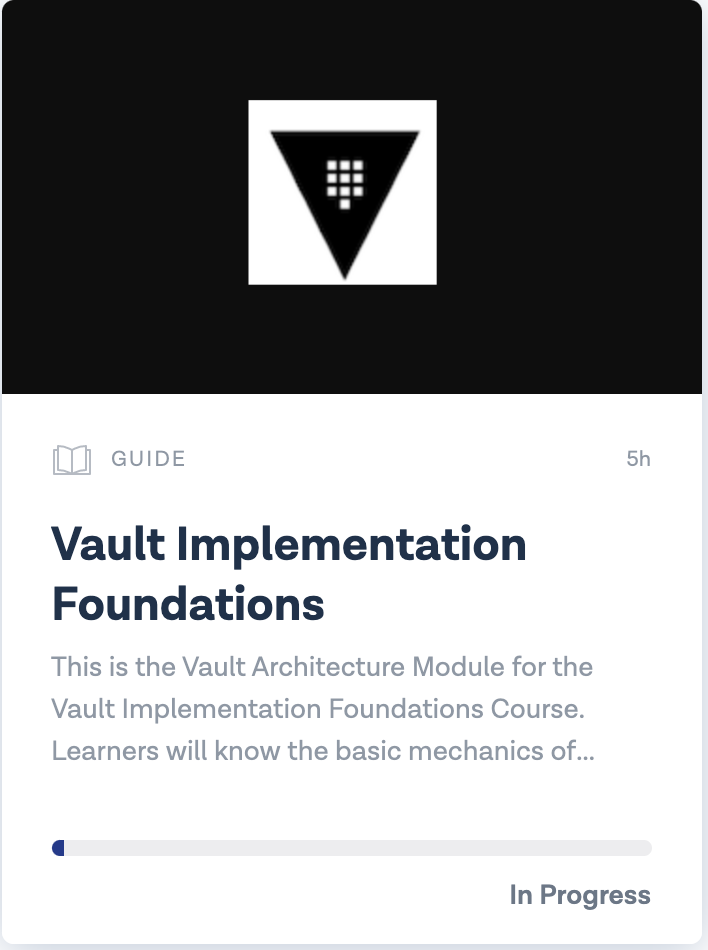 GUIDE
5h
Vault Implementation
Foundations
This is the Vault Architecture Module for the
Vault Implementation Foundations Course.
Learners will know the basic mechanics of...
In Progress